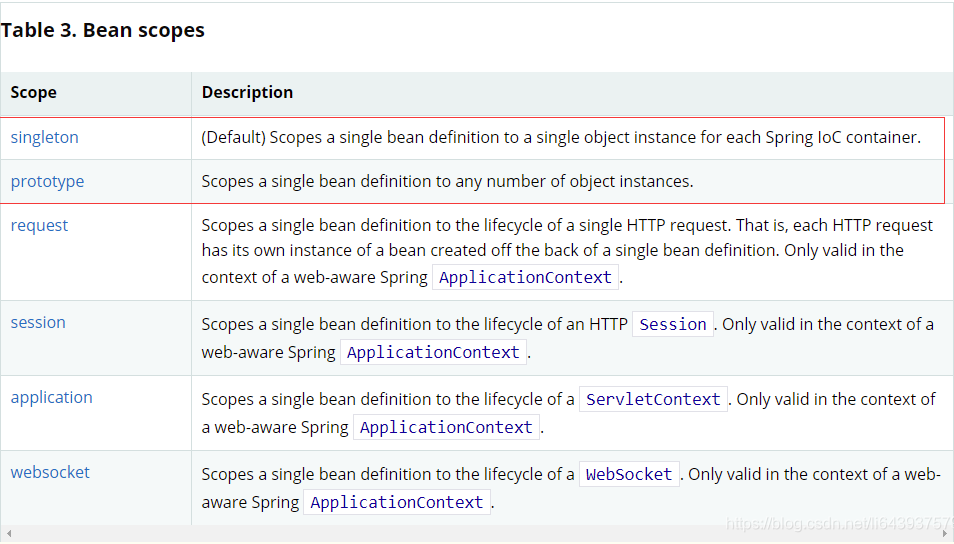 Table 3. Bean scopes
Scope Description
singleton (Default) Scopes a single bean definition to a single object instance for each Spring IoC container.
prototype Scopes a single bean definition to any number of object instances.
request Scopes a single bean definition to the lifecycle of a single HTTP request. That is, each HTTP request
has its own instance of a bean created off the back of a single bean definition. Only valid in the
context of a web-aware Spring ApplicationContext.
session Scopes a single bean definition to the lifecycle of an HTTP Session. Only valid in the context of a
web-aware Spring ApplicationContext.
application Scopes a single bean definition to the lifecycle of a ServletContext. Only valid in the context of
a web-aware Spring ApplicationContext.
websocket Scopes a single bean definition to the lifecycle of a WebSocket. Only valid in the context of a web-
aware Spring ApplicationContext.